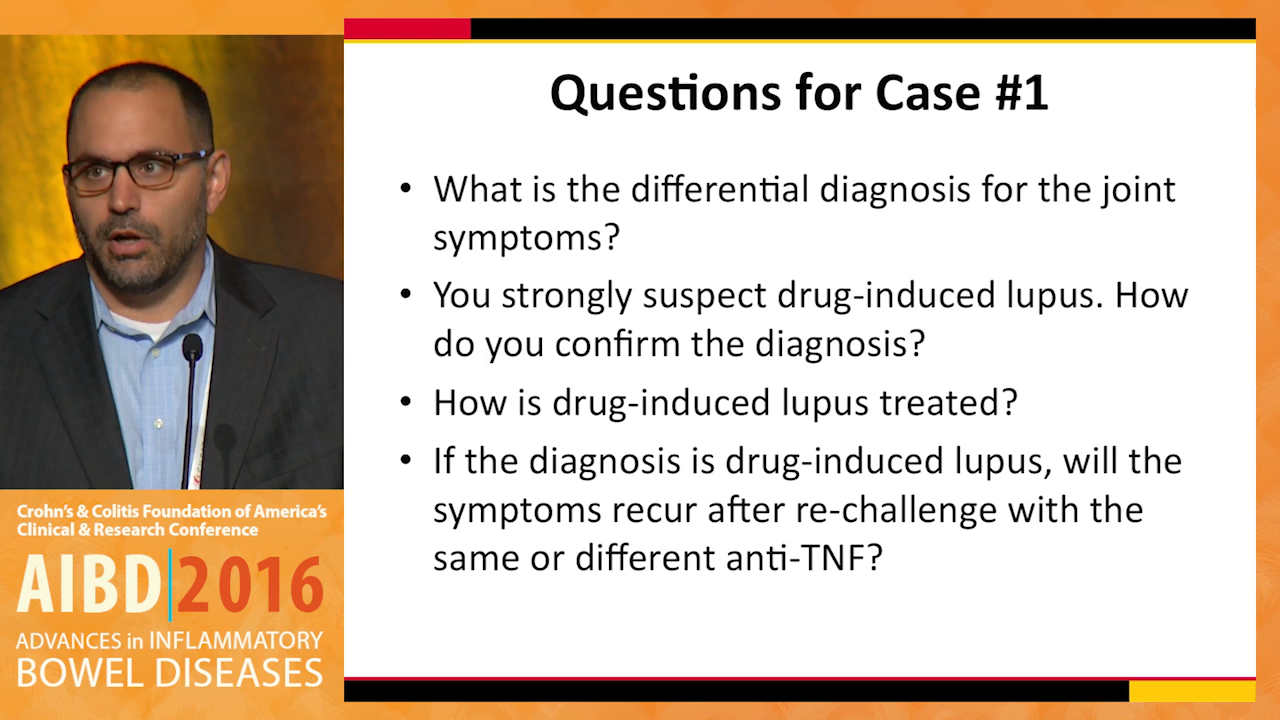 Questions for Case #1
• What is the differential diagnosis for the joint
symptoms?
• You strongly suspect drug-induced lupus. How
do you confirm the diagnosis?
• How is drug-induced lupus treated?
• If the diagnosis is drug-induced lupus, will the
symptoms recur after re-challenge with the
same or different anti-TNF?
Crohn's & Colitis Foundation of America's
Clinical & Research Conference
AIBD|2016
ADVANCES in INFLAMMATORY
BOWEL DISEASES